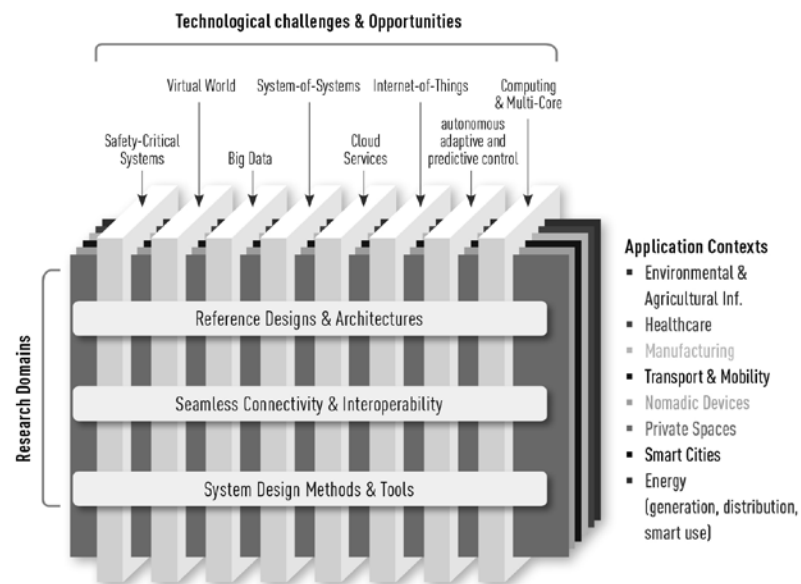 Technological challenges & Opportunities
Virtual World
System-of-Systems
Internet-of-Things
Computing
& Multi-Core
Safety-Critical
Systems
Big Data
Cloud
Services
autonomous
adaptive and
predictive control
Research Domains
Reference Designs & Architectures
Seamless Connectivity & Interoperability
System Design Methods & Tools
Application Contexts
Environmental &
Agricultural Inf.
Healthcare
Manufacturing
Transport & Mobility
Nomadic Devices
Private Spaces
Smart Cities
Energy
(generation, distribution,
smart use)